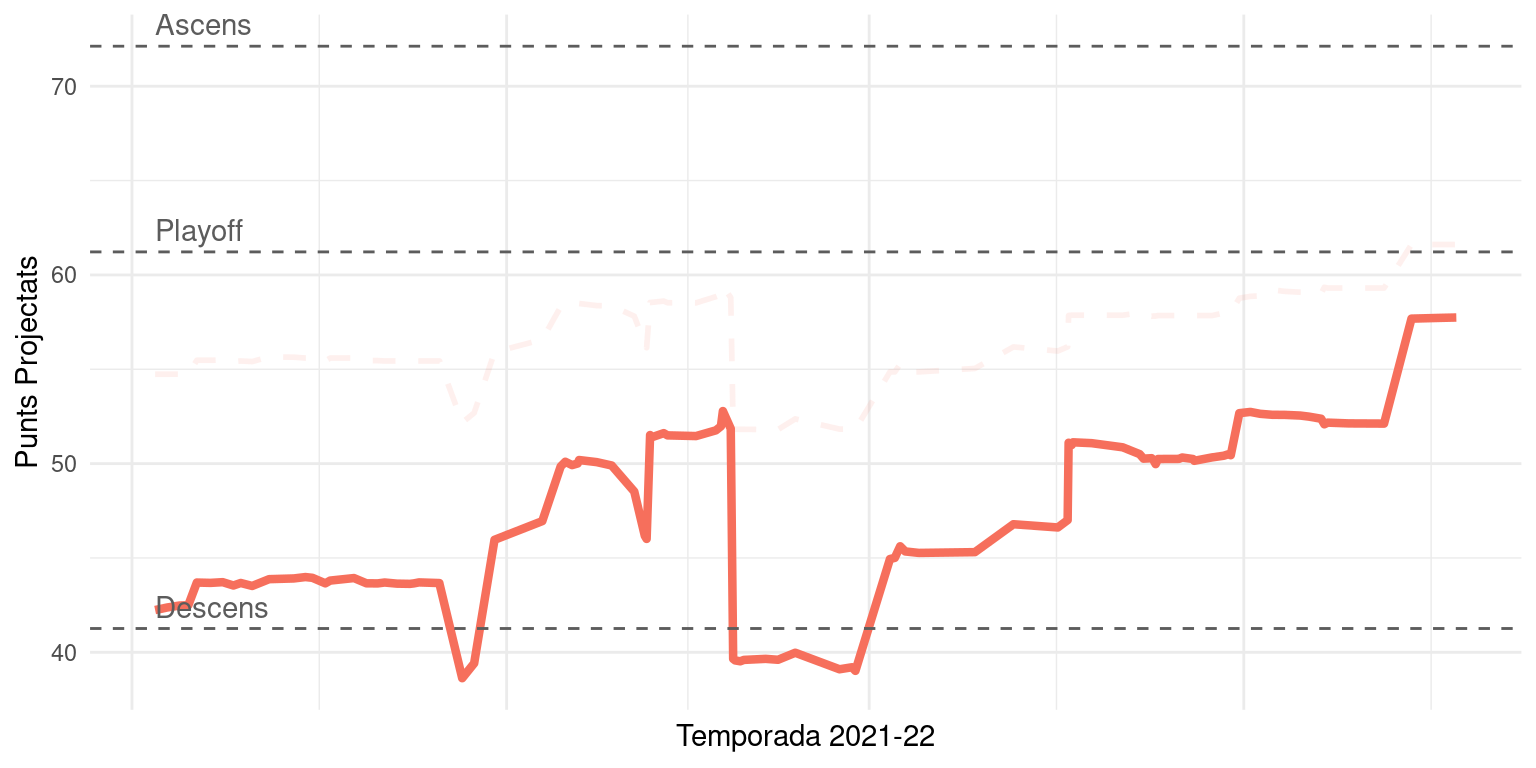 Ascens
70
Playoff
60
Punts Projectats
50
Descens
40
Temporada 2021-22